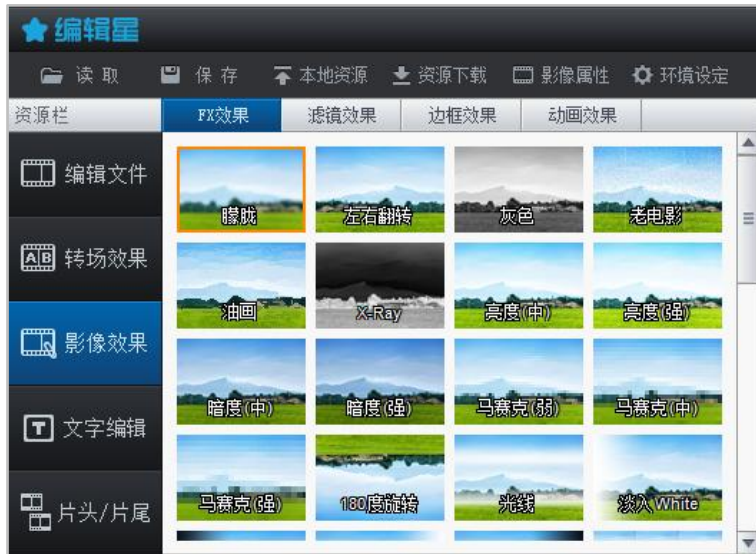 编辑星
读取 保存 本地资源 资源下载 影像属性 环境设定
资源栏 FX效果 滤镜效果 边框效果 动画效果
编辑文件
转场效果
影像效果
文字编辑
片头/片尾
朦胧 左右翻转 灰色 老电影
油画 X-Ray 亮度(中) 亮度(强)
暗度(中) 暗度(强) 马赛克(弱) 马赛克(中)
马赛克(强) 180度旋转 光线 淡入White